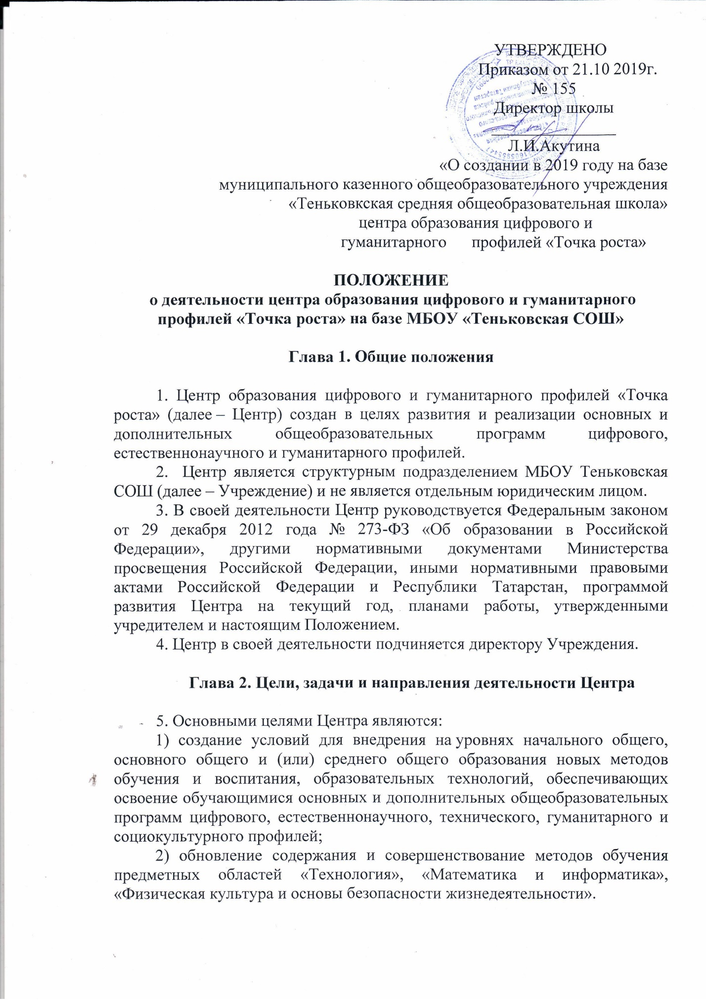 УТВЕРЖДЕНО
Приказом от 21.10 2019г.
№ 155
Директор школы
Л.И.Акутина
«О создании в 2019 году на базе
муниципального казенного общеобразовательного учреждения
«Теньковкская средняя общеобразовательная школа»
центра образования цифрового и
гуманитарного профилей «Точка роста»
ПОЛОЖЕНИЕ
о деятельности центра образования цифрового и гуманитарного
профилей «Точка роста» на базе МБОУ «Теньковская СОШ»
Глава 1. Общие положения
1. Центр образования цифрового и гуманитарного профилей «Точка
роста» (далее – Центр) создан в целях развития и реализации основных и
дополнительных общеобразовательных программ цифрового,
естественнонаучного и гуманитарного профилей.
2. Центр является структурным подразделением МБОУ Теньковская
СОШ (далее – Учреждение) и не является отдельным юридическим лицом.
3. В своей деятельности Центр руководствуется Федеральным законом
от 29 декабря 2012 года № 273-ФЗ «Об образовании в Российской
Федерации», другими нормативными документами Министерства
просвещения Российской Федерации, иными нормативными правовыми
актами Российской Федерации и Республики Татарстан, программой
развития Центра на текущий год, планами работы, утвержденными
учредителем и настоящим Положением.
4. Центр в своей деятельности подчиняется директору Учреждения.
Глава 2. Цели, задачи и направления деятельности Центра
5. Основными целями Центра являются:
1) создание условий для внедрения на уровнях начального общего,
основного общего и (или) среднего общего образования новых методов
обучения и воспитания, образовательных технологий, обеспечивающих
освоение обучающимися основных и дополнительных общеобразовательных
программ цифрового, естественнонаучного, технического, гуманитарного и
социокультурного профилей;
2) обновление содержания и совершенствование методов обучения
предметных областей «Технология», «Математика и информатика»,
«Физическая культура и основы безопасности жизнедеятельности».